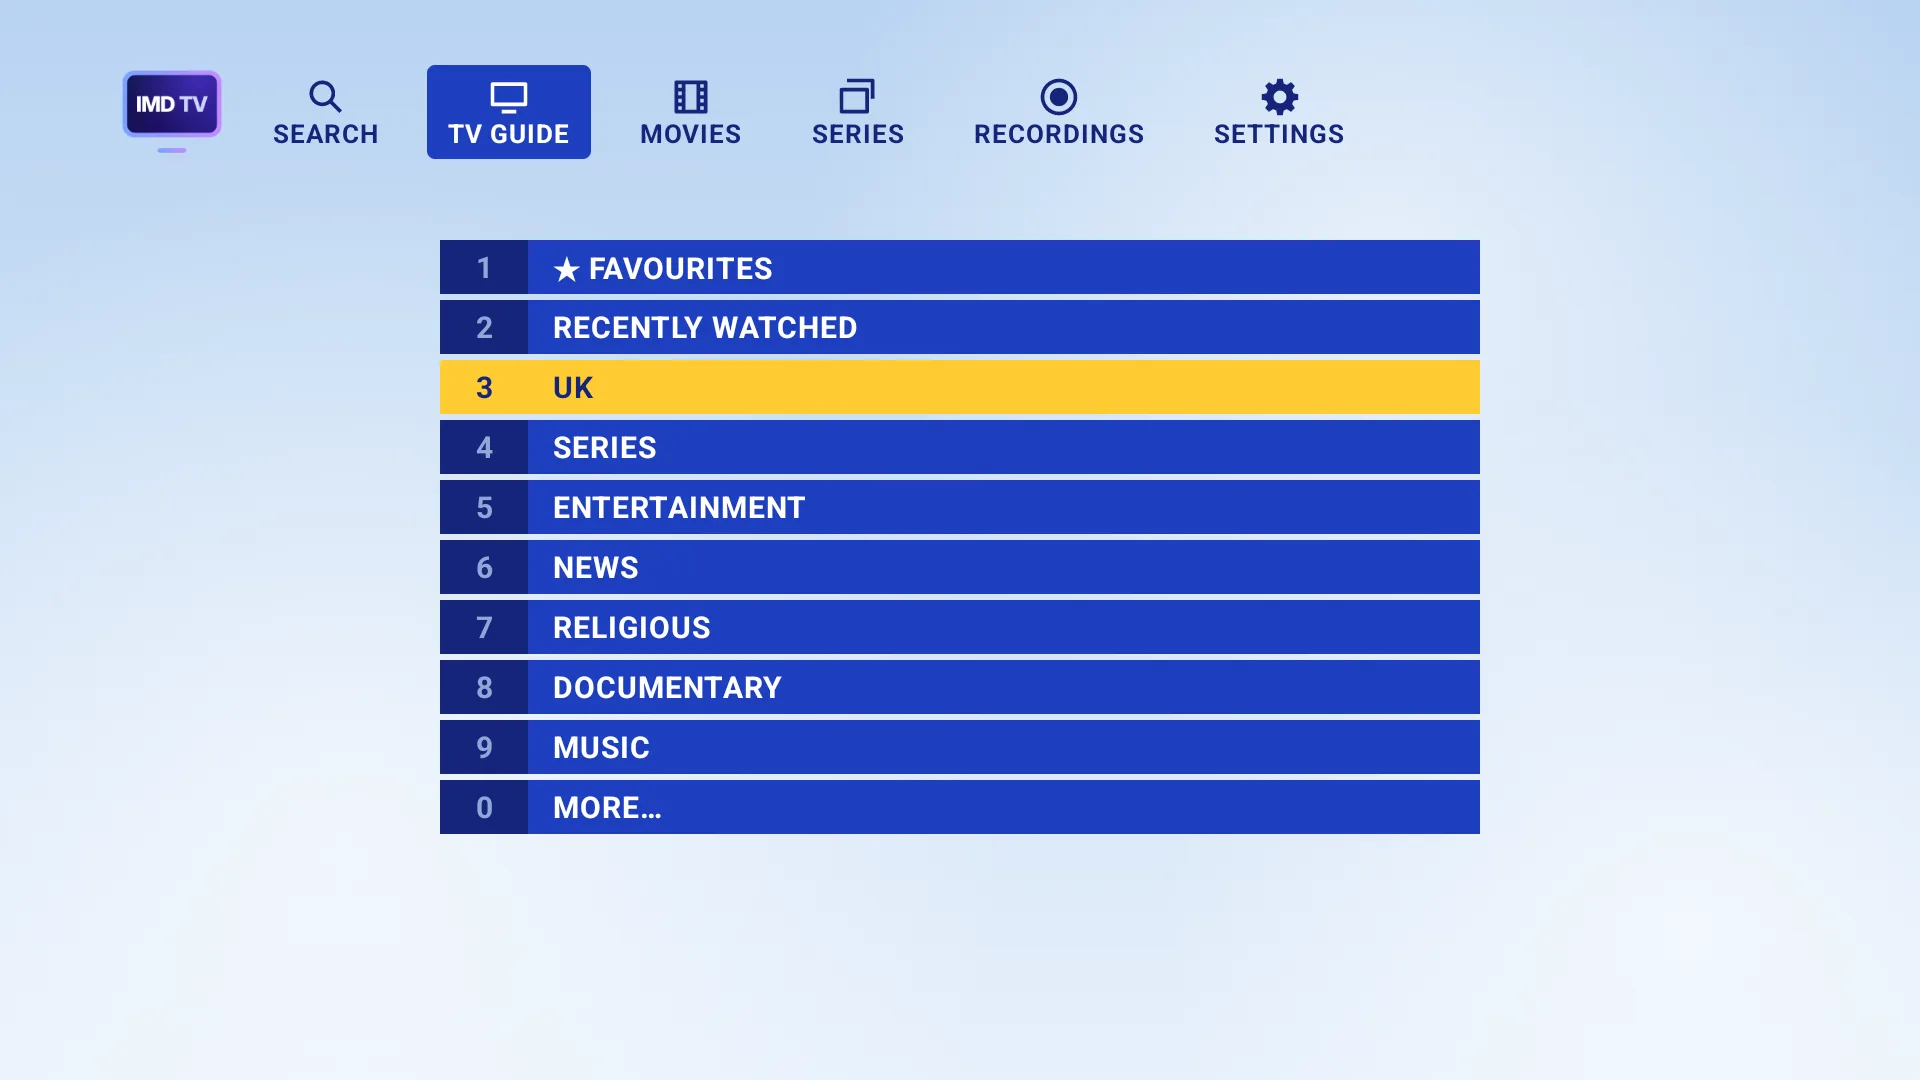 IMD TV
SEARCH
TV GUIDE
MOVIES
SERIES
RECORDINGS
SETTINGS
1 ★ FAVOURITES
2 RECENTLY WATCHED
3 UK
4 SERIES
5 ENTERTAINMENT
6 NEWS
7 RELIGIOUS
8 DOCUMENTARY
9 MUSIC
0 MORE...